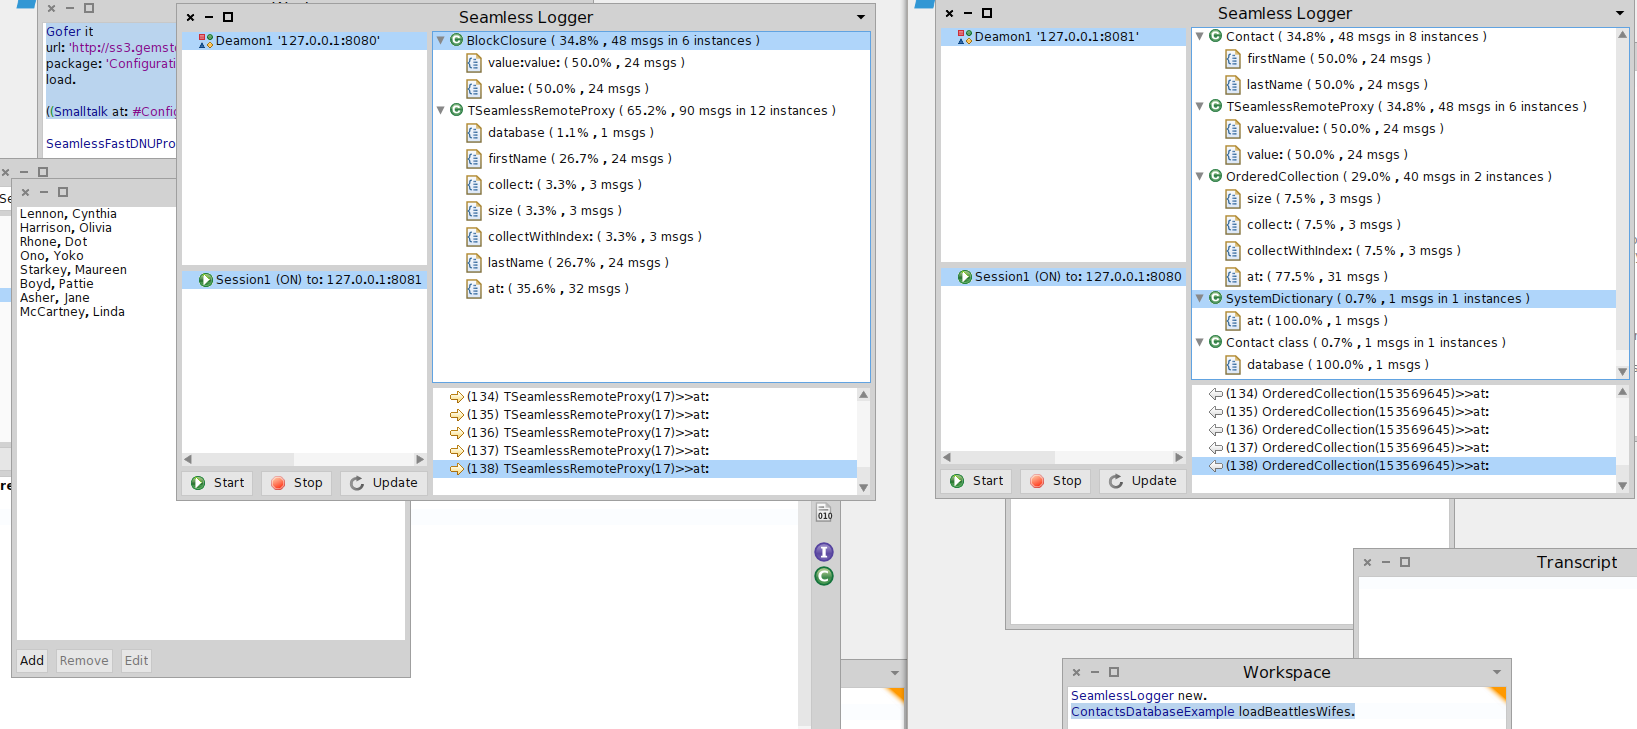 Gofer it
url: 'http://ss3.gemst
package: 'Configurati
load.
((Smalltalk at: #Config
SeamlessFastDNUPro
Lennon, Cynthia
Harrison, Olivia
Rhone, Dot
Ono, Yoko
Starkey, Maureen
Boyd, Pattie
Asher, Jane
McCartney, Linda
Add
Remove
Edit
Seamless Logger
Deamon1 '127.0.0.1:8080'
Session1 (ON) to: 127.0.0.1:8081
Start
Stop
Update
BlockClosure ( 34.8% , 48 msgs in 6 instances )
value:value: ( 50.0% , 24 msgs )
value: ( 50.0% , 24 msgs )
TSeamlessRemoteProxy ( 65.2% , 90 msgs in 12 instances )
database ( 1.1% , 1 msgs )
firstName ( 26.7% , 24 msgs )
collect: ( 3.3% , 3 msgs )
size ( 3.3% , 3 msgs )
collectWithIndex: ( 3.3% , 3 msgs )
lastName ( 26.7% , 24 msgs )
at: ( 35.6% , 32 msgs )
(134) TSeamlessRemoteProxy(17)>>at:
(135) TSeamlessRemoteProxy(17)>>at:
(136) TSeamlessRemoteProxy(17)>>at:
(137) TSeamlessRemoteProxy(17)>>at:
(138) TSeamlessRemoteProxy(17)>>at:
010
I
C
Seamless Logger
Deamon1 '127.0.0.1:8081'
Session1 (ON) to: 127.0.0.1:8080
Start
Stop
Update
Contact ( 34.8% , 48 msgs in 8 instances )
firstName ( 50.0% , 24 msgs )
lastName ( 50.0% , 24 msgs )
TSeamlessRemoteProxy ( 34.8% , 48 msgs in 6 instances )
value:value: ( 50.0% , 24 msgs )
value: ( 50.0% , 24 msgs )
OrderedCollection ( 29.0% , 40 msgs in 2 instances )
size ( 7.5% , 3 msgs )
collect: ( 7.5% , 3 msgs )
collectWithIndex: ( 7.5% , 3 msgs )
at: ( 77.5% , 31 msgs )
SystemDictionary ( 0.7% , 1 msgs in 1 instances )
at: ( 100.0% , 1 msgs )
Contact class ( 0.7% , 1 msgs in 1 instances )
database ( 100.0% , 1 msgs )
(134) OrderedCollection(153569645)>>at:
(135) OrderedCollection(153569645)>>at:
(136) OrderedCollection(153569645)>>at:
(137) OrderedCollection(153569645)>>at:
(138) OrderedCollection(153569645)>>at:
Transcript
Workspace
SeamlessLogger new.
ContactsDatabaseExample loadBeattlesWifes.